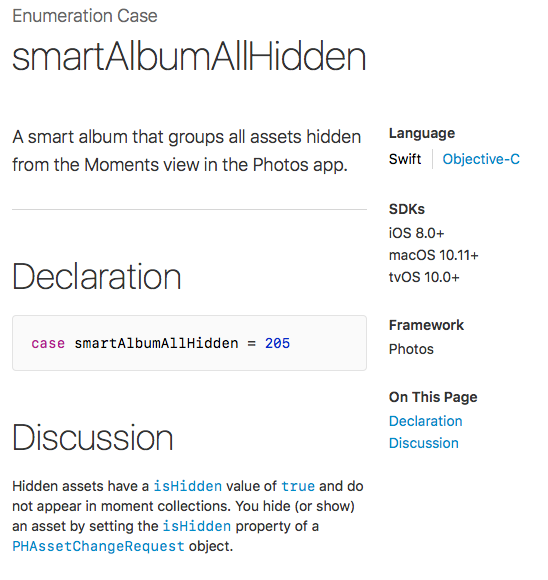 Enumeration Case
smartAlbumAllHidden
A smart album that groups all assets hidden
from the Moments view in the Photos app.
Language
Swift Objective-C
SDKs
iOS 8.0+
macOS 10.11+
tvOS 10.0+
Framework
Photos
On This Page
Declaration
Discussion
Declaration
case smartAlbumAllHidden = 205
Discussion
Hidden assets have a isHidden value of true and do
not appear in moment collections. You hide (or show)
an asset by setting the isHidden property of a
PHAssetChangeRequest object.